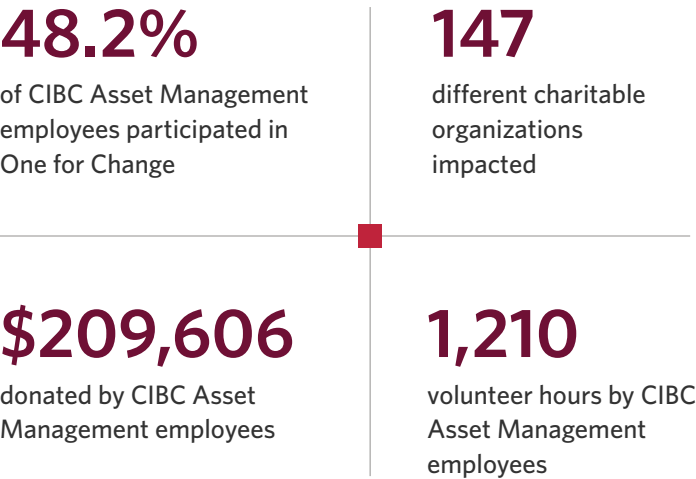 48.2%
of CIBC Asset Management
employees participated in
One for Change
147
different charitable
organizations
impacted
$209,606
donated by CIBC Asset
Management employees
1,210
volunteer hours by CIBC
Asset Management
employees